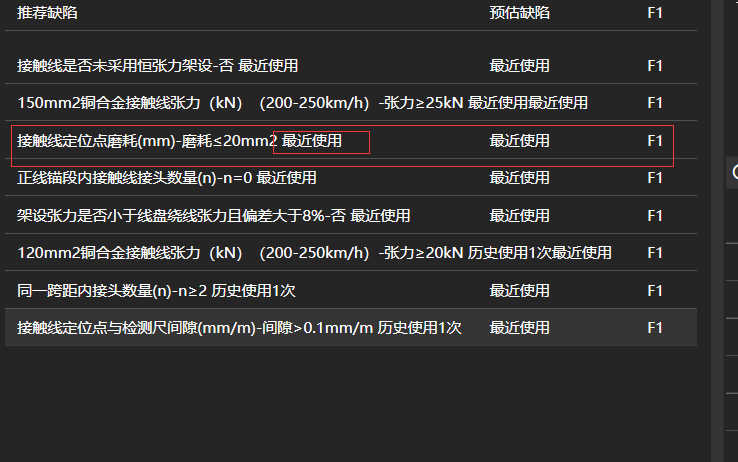 推荐缺陷 预估缺陷 F1
接触线是否未采用恒张力架设-否 最近使用 最近使用 F1
150mm2铜合金接触线张力（kN）（200-250km/h）-张力≥25kN 最近使用最近使用 F1
接触线定位点磨耗(mm)-磨耗≤20mm2 最近使用 最近使用 F1
正线锚段内接触线接头数量(n)-n=0 最近使用 最近使用 F1
架设张力是否小于线盘绕线张力且偏差大于8%-否 最近使用 最近使用 F1
120mm2铜合金接触线张力（kN）（200-250km/h）-张力≥20kN 历史使用1次最近使用 F1
同一跨距内接头数量(n)-n≥2 历史使用1次 最近使用 F1
接触线定位点与检测尺间隙(mm/m)-间隙>0.1mm/m 历史使用1次 最近使用 F1